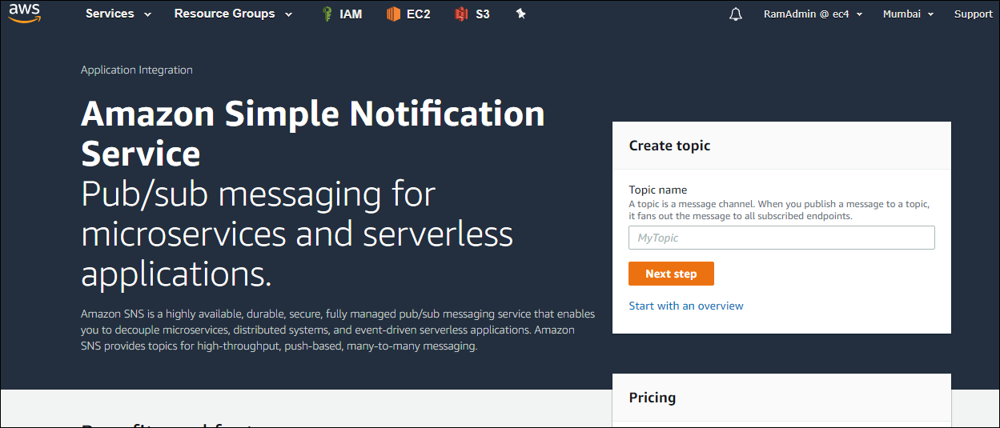 aws
Services
Resource Groups
IAM
EC2
S3
RamAdmin @ ec4
Mumbai
Support
Application Integration
Amazon Simple Notification
Service
Pub/sub messaging for
microservices and serverless
applications.
Amazon SNS is a highly available, durable, secure, fully managed pub/sub messaging service that enables
you to decouple microservices, distributed systems, and event-driven serverless applications. Amazon
SNS provides topics for high-throughput, push-based, many-to-many messaging.
Create topic
Topic name
A topic is a message channel. When you publish a message to a topic,
it fans out the message to all subscribed endpoints.
MyTopic
Next step
Start with an overview
Pricing